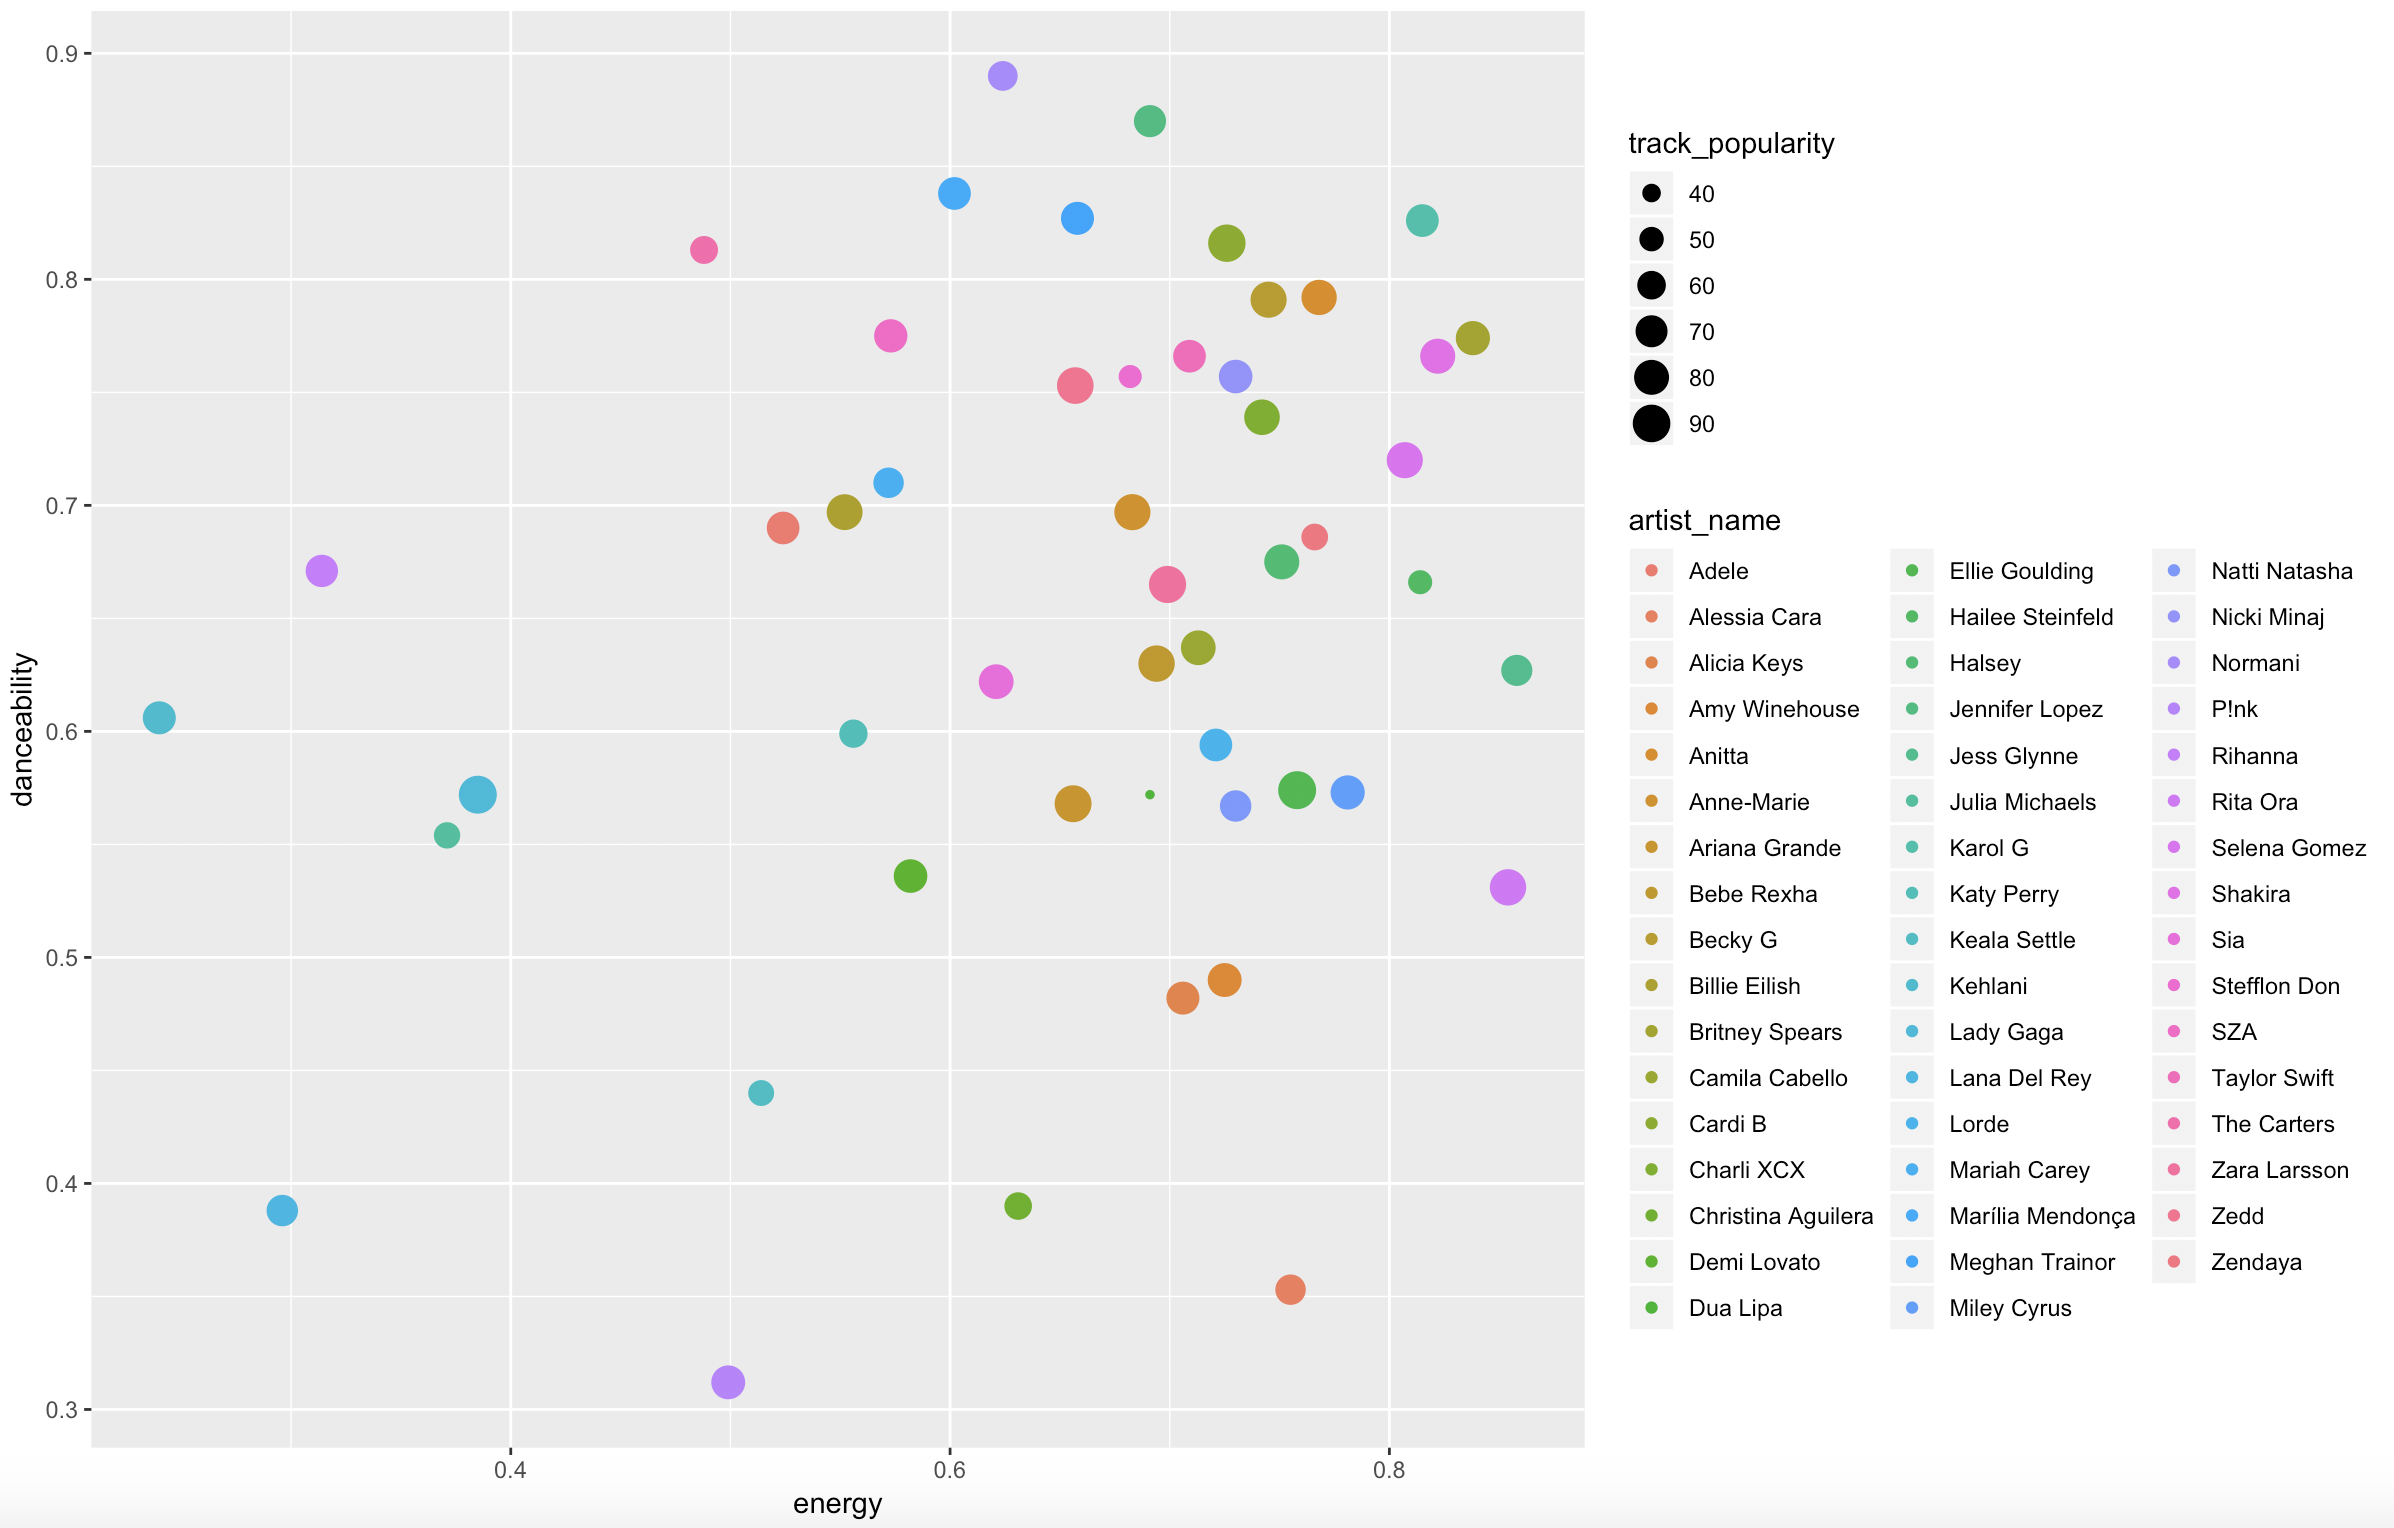 0.9
0.8
0.7
0.6
0.5
0.4
0.3
danceability
0.4
0.6
0.8
energy
track_popularity
40
50
60
70
80
90
artist_name
Adele
Alessia Cara
Alicia Keys
Amy Winehouse
Anitta
Anne-Marie
Ariana Grande
Bebe Rexha
Becky G
Billie Eilish
Britney Spears
Camila Cabello
Cardi B
Charli XCX
Christina Aguilera
Demi Lovato
Dua Lipa
Ellie Goulding
Hailee Steinfeld
Halsey
Jennifer Lopez
Jess Glynne
Julia Michaels
Karol G
Katy Perry
Keala Settle
Kehlani
Lady Gaga
Lana Del Rey
Lorde
Mariah Carey
Marília Mendonça
Meghan Trainor
Miley Cyrus
Natti Natasha
Nicki Minaj
Normani
P!nk
Rihanna
Rita Ora
Selena Gomez
Shakira
Sia
Stefflon Don
SZA
Taylor Swift
The Carters
Zara Larsson
Zedd
Zendaya